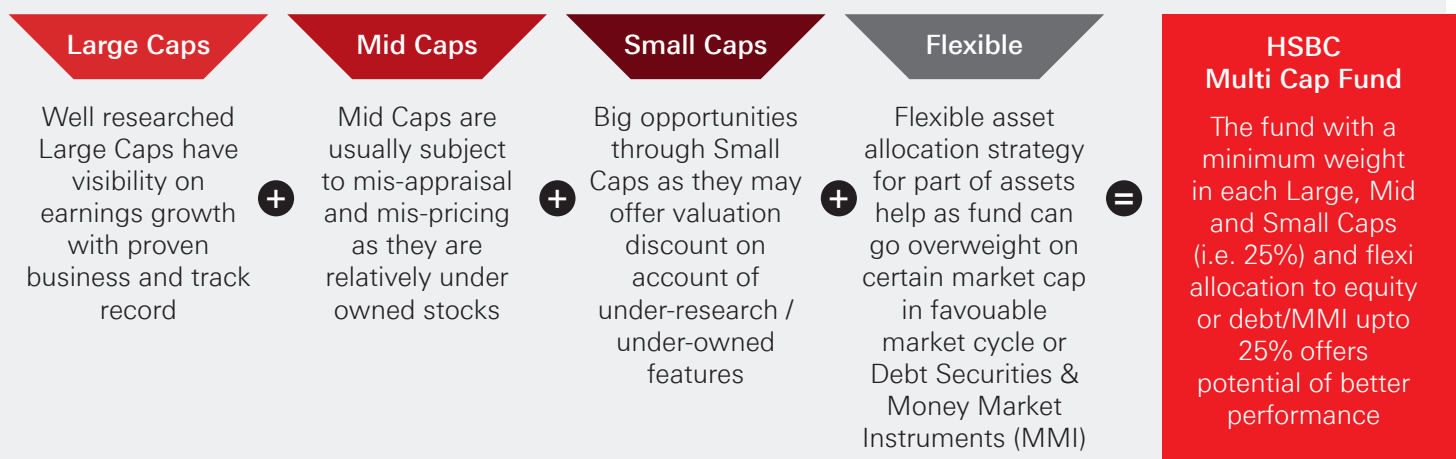 Large Caps
Well researched
Large Caps have
visibility on
earnings growth
with proven
business and track
record
+
Mid Caps
Mid Caps are
usually subject
to mis-appraisal
and mis-pricing
as they are
relatively under
owned stocks
+
Small Caps
Big opportunities
through Small
Caps as they may
offer valuation
discount on
account of
under-research /
under-owned
features
+
Flexible
Flexible asset
allocation strategy
for part of assets
help as fund can
go overweight on
certain market cap
in favouable
market cycle or
Debt Securities &
Money Market
Instruments (MMI)
=
HSBC
Multi Cap Fund
The fund with a
minimum weight
in each Large, Mid
and Small Caps
(i.e. 25%) and flexi
allocation to equity
or debt/MMI upto
25% offers
potential of better
performance